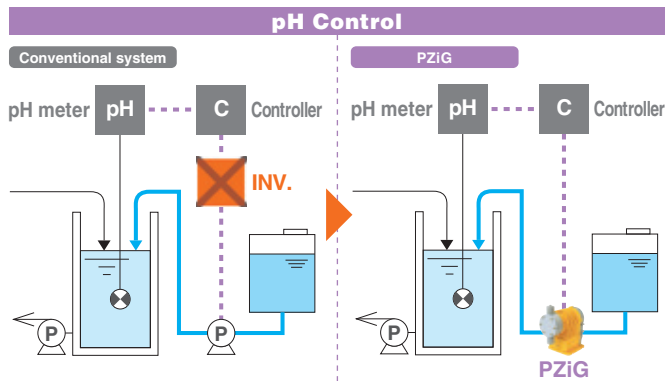 pH Control
Conventional system
pH meter pH C Controller
INV.
P P
PZiG
pH meter pH C Controller
P
PZiG